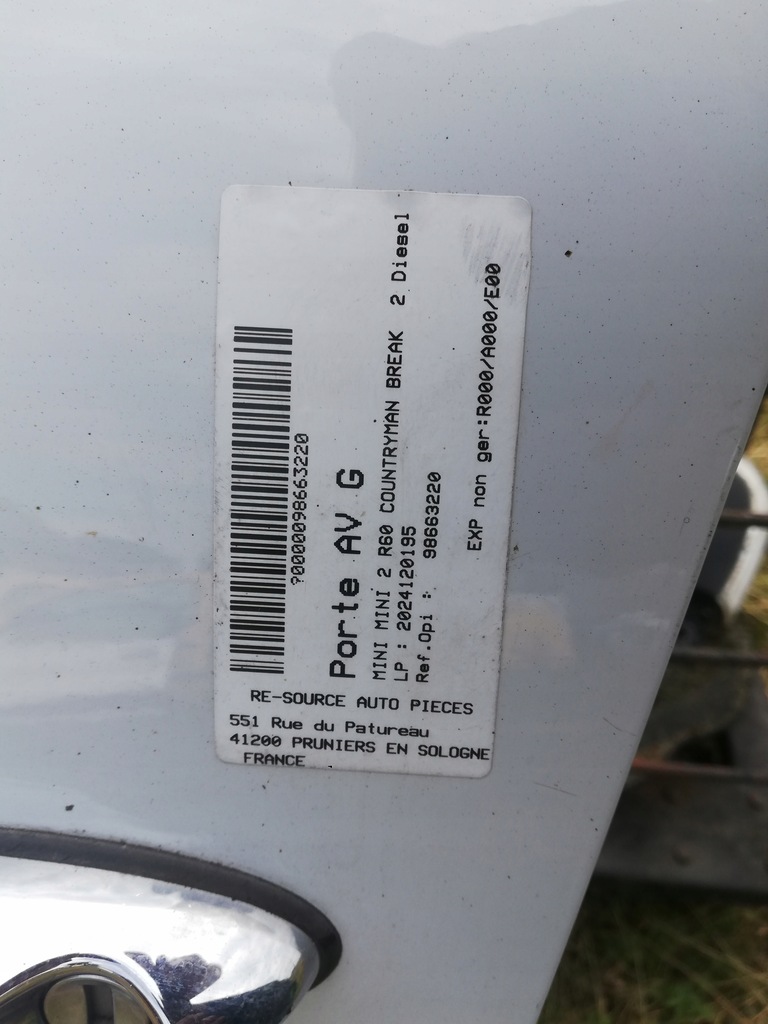 ?0000098663220
Porte AV G
MINI MINI 2 R60 COUNTRYMAN BREAK 2 Diesel
LP : 2024120195
Ref.Opi : 98663220
EXP non ger:R000/A000/E00
RE-SOURCE AUTO PIECES
551 Rue du Patureau
41200 PRUNIERS EN SOLOGNE
FRANCE